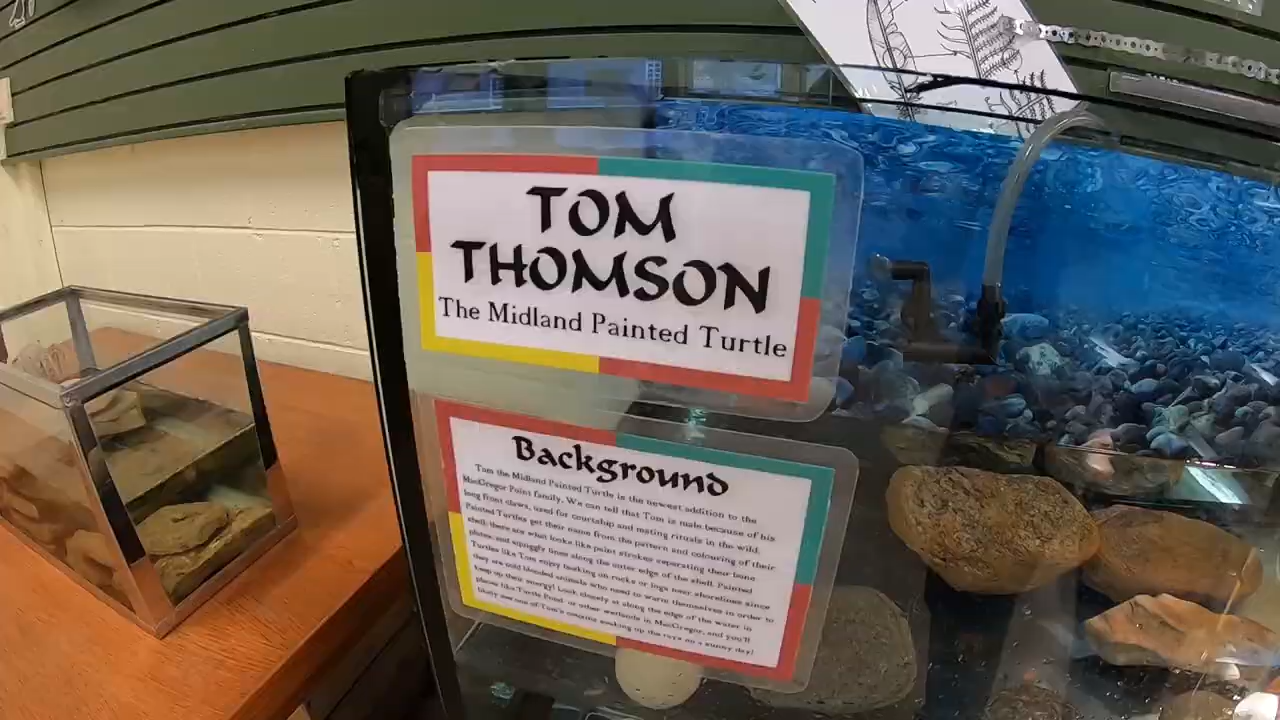 TOM
THOMSON
The Midland Painted Turtle
Background
Tom the Midland Painted Turtle is the newest addition to the
MacGregor Point family. We can tell that Tom is male because of his
long front claws, used for courtship and mating rituals in the wild.
Painted Turtles get their name from the pattern and colouring of their
shell; there are what looks like paint strokes separating their bone
plates, and squiggly lines along the outer edge of the shell. Painted
Turtles like Tom enjoy basking on rocks or logs near shorelines since
they are cold blooded animals who need to warm themselves in order to
keep up their energy! Look closely at along the edge of the water in
places like Turtle Pond, or other wetlands in MacGregor, and you'll
likely see one of Tom's cousins soaking up the rays on a sunny day!